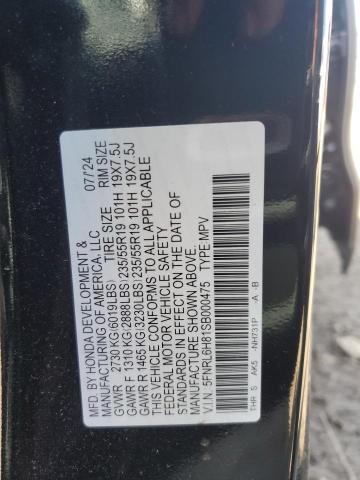 MFD. BY HONDA DEVELOPMENT & 07/'24
MANUFACTURING OF AMERICA, LLC.
TIRE SIZE RIM SIZE
GVWR 2730 KG(6019LBS)
GAWR F 1310 KG(2888LBS) 235/55R19 101H 19X7.5J
GAWR R 1465 KG(3230LBS) 235/55R19 101H 19X7.5J
THIS VEHICLE CONFORMS TO ALL APPLICABLE
FEDERAL MOTOR VEHICLE SAFETY
STANDARDS IN EFFECT ON THE DATE OF
MANUFACTURE SHOWN ABOVE.
V.I.N. 5FNRL6H81SB000475 TYPE MPV
THR S AK5 -NH731P -A -B